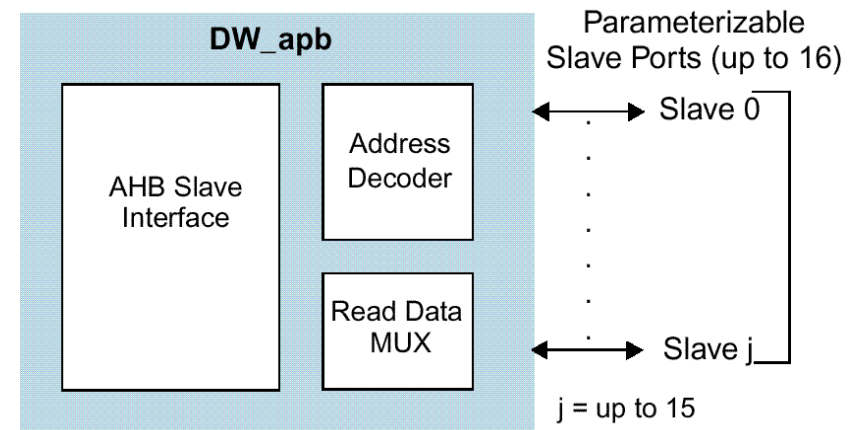 DW_apb
AHB Slave
Interface
Address
Decoder
Read Data
MUX
Parameterizable
Slave Ports (up to 16)
Slave 0
Slave j
j = up to 15